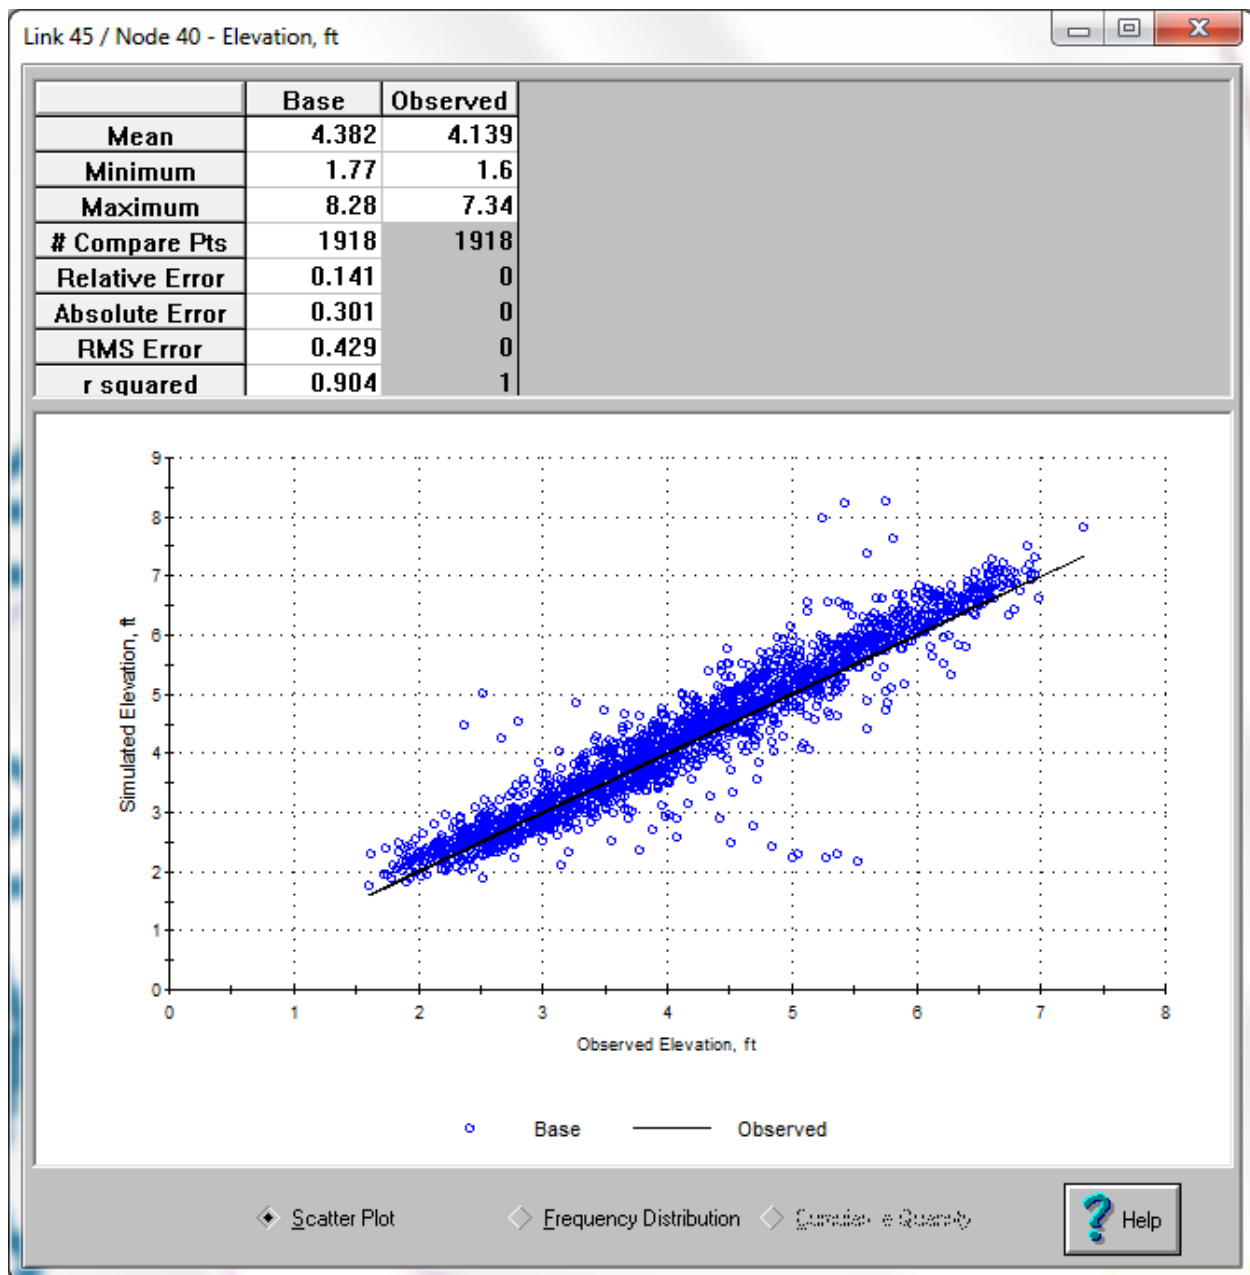 Link 45 / Node 40 - Elevation, ft
Base Observed
Mean 4.382 4.139
Minimum 1.77 1.6
Maximum 8.28 7.34
# Compare Pts 1918 1918
Relative Error 0.141 0
Absolute Error 0.301 0
RMS Error 0.429 0
r squared 0.904 1
9
8
7
6
5
4
3
2
1
0
Simulated Elevation, ft
0 1 2 3 4 5 6 7 8
Observed Elevation, ft
Base Observed
Scatter Plot Frequency Distribution Quantity
? Help